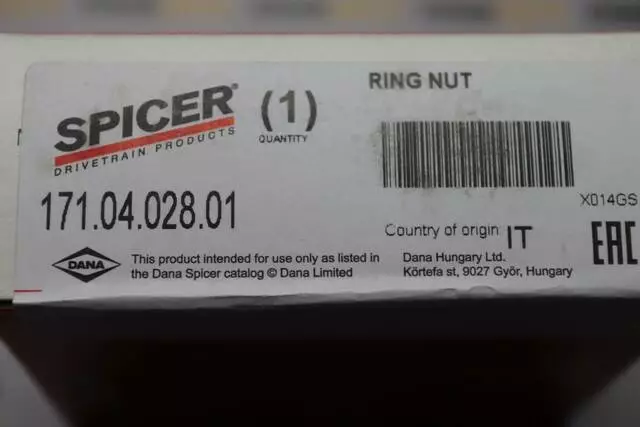 SPICER®
DRIVETRAIN PRODUCTS
(1)
QUANTITY
RING NUT
171.04.028.01
X014GS
Country of origin: IT
EAC
DANA
This product intended for use only as listed in
the Dana Spicer catalog © Dana Limited
Dana Hungary Ltd.
Körtefa st, 9027 Győr, Hungary